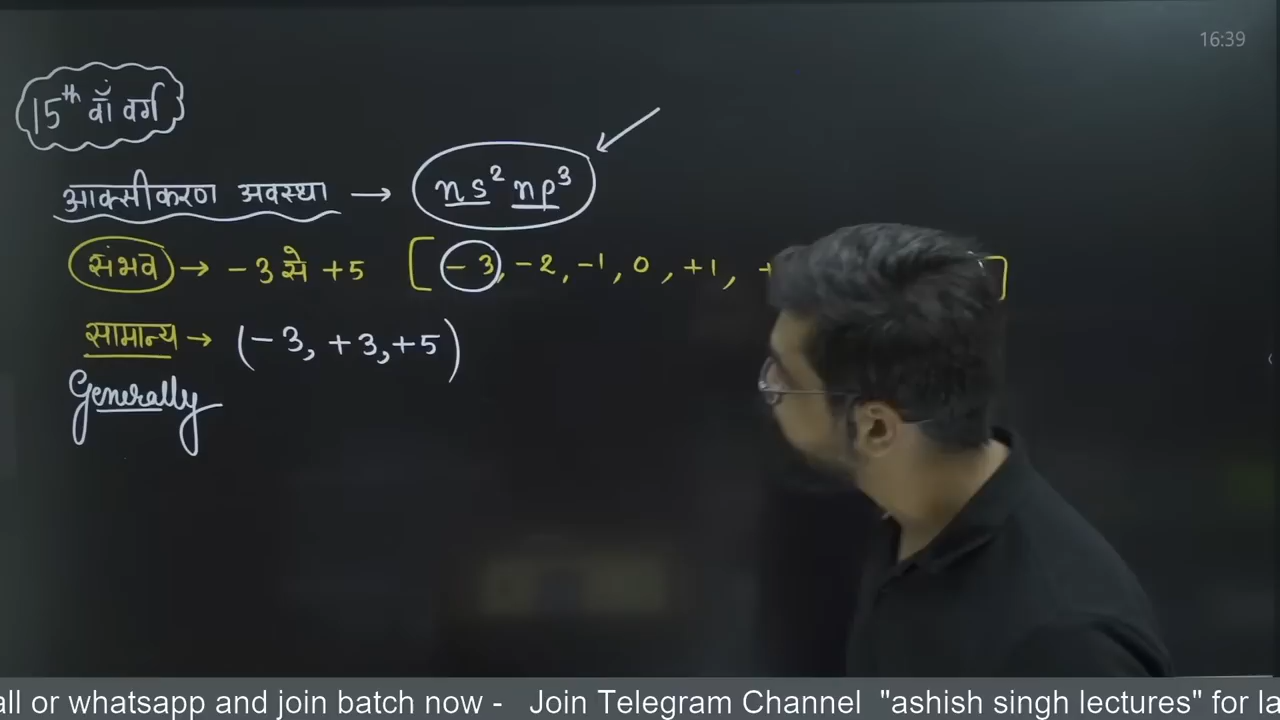 16:39
15th वाँ वर्ग
आक्सीकरण अवस्था → ns² np³
संभव → -3 से +5 [ -3, -2, -1, 0, +1, + ]
सामान्य → (-3, +3, +5)
Generally
all or whatsapp and join batch now - Join Telegram Channel "ashish singh lectures" for la